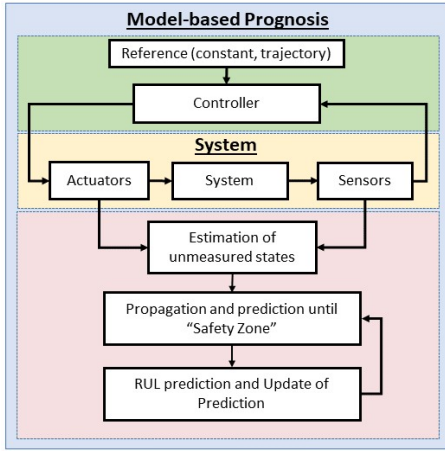 Model-based Prognosis
Reference (constant, trajectory)
Controller
System
Actuators
System
Sensors
Estimation of
unmeasured states
Propagation and prediction until
“Safety Zone”
RUL prediction and Update of
Prediction